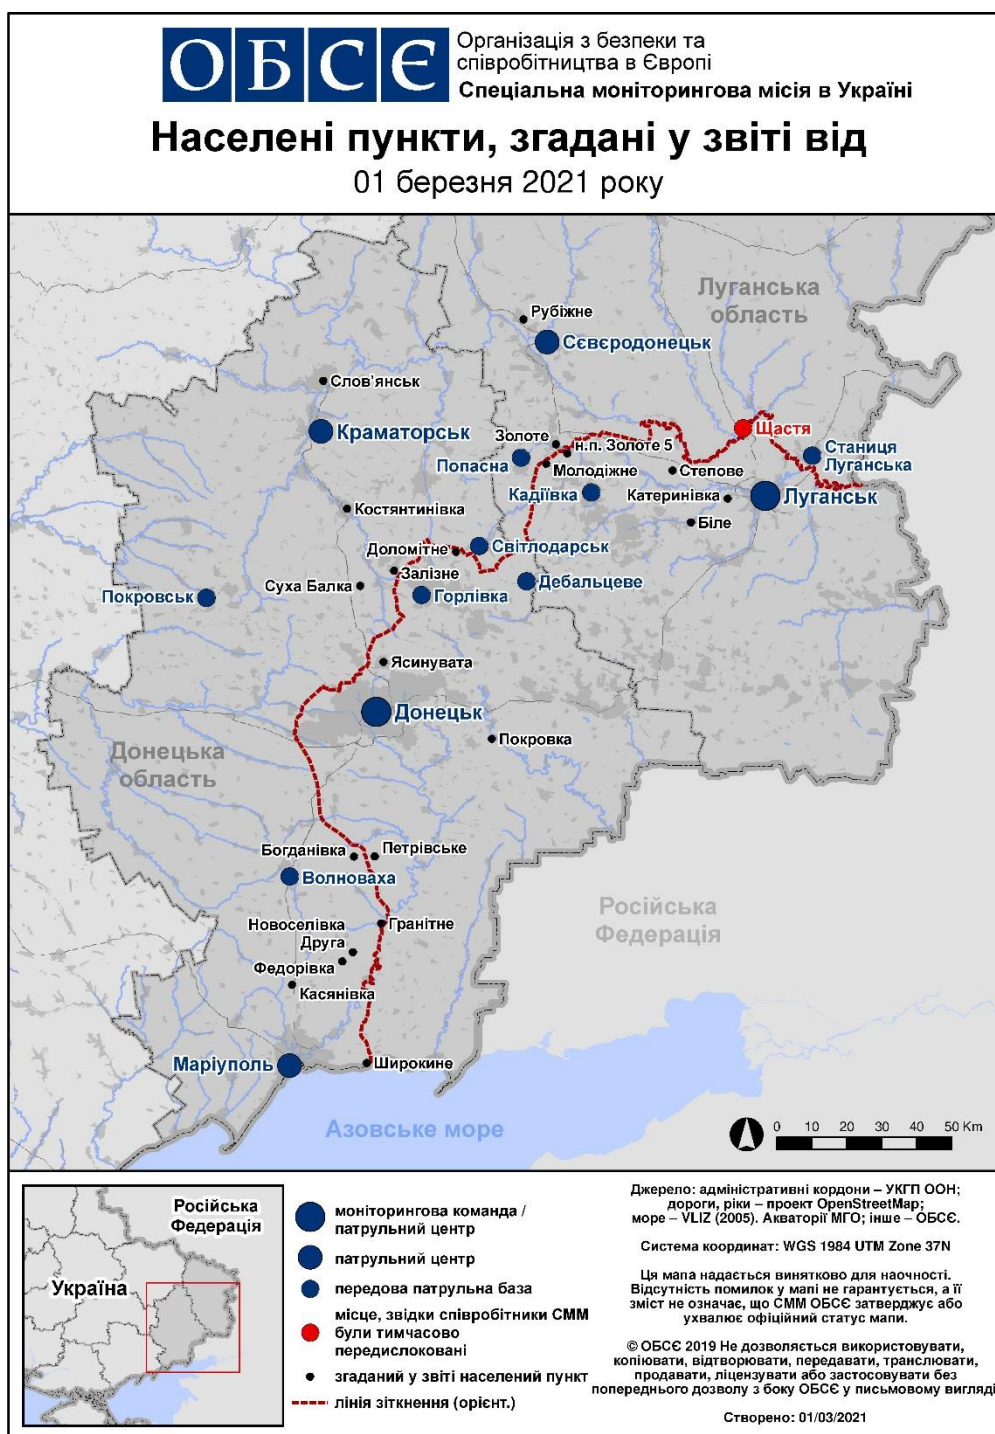 ОБСЄ
Організація з безпеки та
співробітництва в Європі
Спеціальна моніторингова місія в Україні
Населені пункти, згадані у звіті від
01 березня 2021 року
Луганська
область
Рубіжне
Сєвєродонецьк
Слов'янськ
Краматорськ
Щастя
Золоте
н.п. Золоте 5
Станиця
Луганська
Попасна
Молодіжне
Степове
Кадіївка
Катеринівка
Луганськ
Костянтинівка
Біле
Світлодарськ
Доломітне
Залізне
Суха Балка
Дебальцеве
Покровськ
Горлівка
Ясинувата
Донецьк
Покровка
Донецька
область
Богданівка
Петрівське
Волноваха
Російська
Федерація
Новоселівка
Друга
Гранітне
Федорівка
Касянівка
Маріуполь
Широкине
Азовське море
0 10 20 30 40 50 Km
Російська
Федерація
Україна
моніторингова команда /
патрульний центр
патрульний центр
передова патрульна база
місце, звідки співробітники СММ
були тимчасово
передислоковані
згаданий у звіті населений пункт
лінія зіткнення (орієнт.)
Джерело: адміністративні кордони – УКГП ООН;
дороги, ріки – проект OpenStreetMap;
море – VLIZ (2005). Акваторії МГО; інше – ОБСЄ.
Система координат: WGS 1984 UTM Zone 37N
Ця мапа надається винятково для наочності.
Відсутність помилок у мапі не гарантується, а її
зміст не означає, що СММ ОБСЄ затверджує або
ухвалює офіційний статус мапи.
© ОБСЄ 2019 Не дозволяється використовувати,
копіювати, відтворювати, передавати, транслювати,
продавати, ліцензувати або застосовувати без
попереднього дозволу з боку ОБСЄ у письмовому вигляді
Створено: 01/03/2021